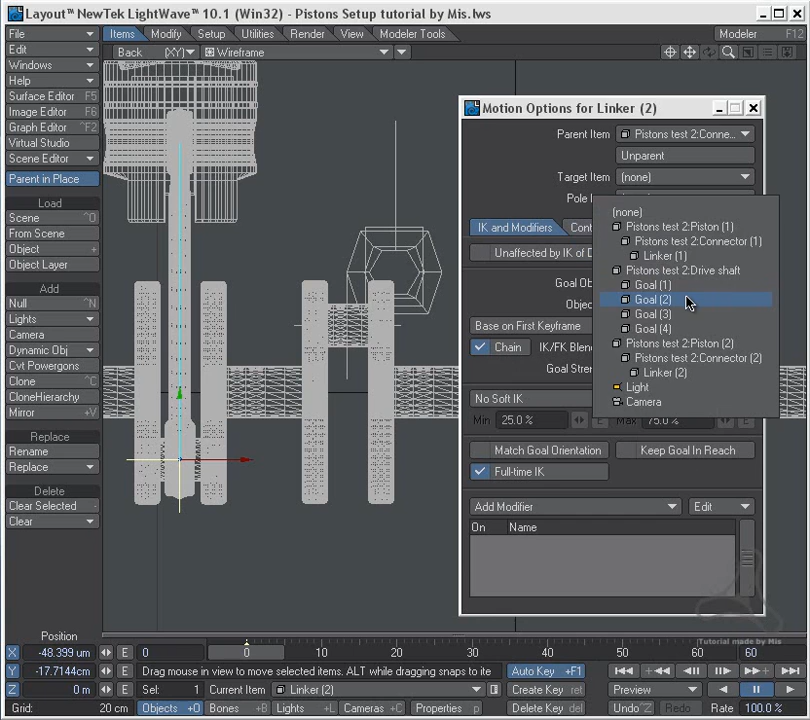 Layout™ NewTek LightWave™ 10.1 (Win32) - Pistons Setup tutorial by Mis.lws
File
Items
Modify
Setup
Utilities
Render
View
Modeler Tools
Modeler F12
Edit
Back (XY)
Wireframe
Windows
Help
Surface Editor F5
Image Editor F6
Graph Editor ^F2
Virtual Studio
Scene Editor
Parent in Place
Load
Scene ^O
From Scene
Object +
Object Layer
Add
Null ^N
Lights
Camera
Dynamic Obj
Cvt Powergons
Clone ^C
CloneHierarchy
Mirror +V
Replace
Rename
Replace
Delete
Clear Selected -
Clear
Motion Options for Linker (2)
Parent Item Pistons test 2:Conne...
Unparent
Target Item (none)
Pole I
IK and Modifiers Con
Unaffected by IK of D
Goal Ob
Objec
Base on First Keyframe
Chain IK/FK Blen
Goal Stren
No Soft IK
Min 25.0 % Max 75.0 %
Match Goal Orientation Keep Goal In Reach
Full-time IK
Add Modifier Edit
On Name
(none)
Pistons test 2:Piston (1)
Pistons test 2:Connector (1)
Linker (1)
Pistons test 2:Drive shaft
Goal (1)
Goal (2)
Goal (3)
Goal (4)
Pistons test 2:Piston (2)
Pistons test 2:Connector (2)
Linker (2)
Light
Camera
Tutorial made by Mis
Position
X -48.399 um E 0 0 10 20 30 40 50 60 60
Y -17.7144cm E Drag mouse in view to move selected items. ALT while dragging snaps to ite Auto Key +F1
Z 0 m E Sel: 1 Current Item Linker (2) Create Key ret Preview
Grid: 20 cm Objects +O Bones +B Lights +L Cameras +C Properties p Delete Key Del Undo ^Z Redo Z Rate 100.0 %